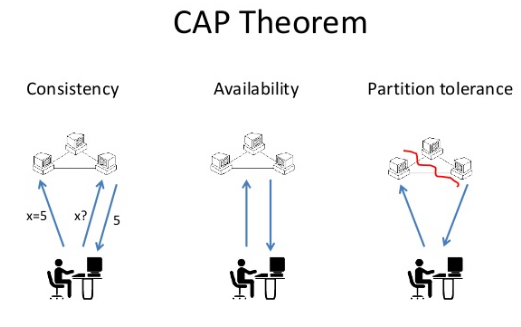 CAP Theorem
Consistency
Availability
Partition tolerance
x=5
x?
5